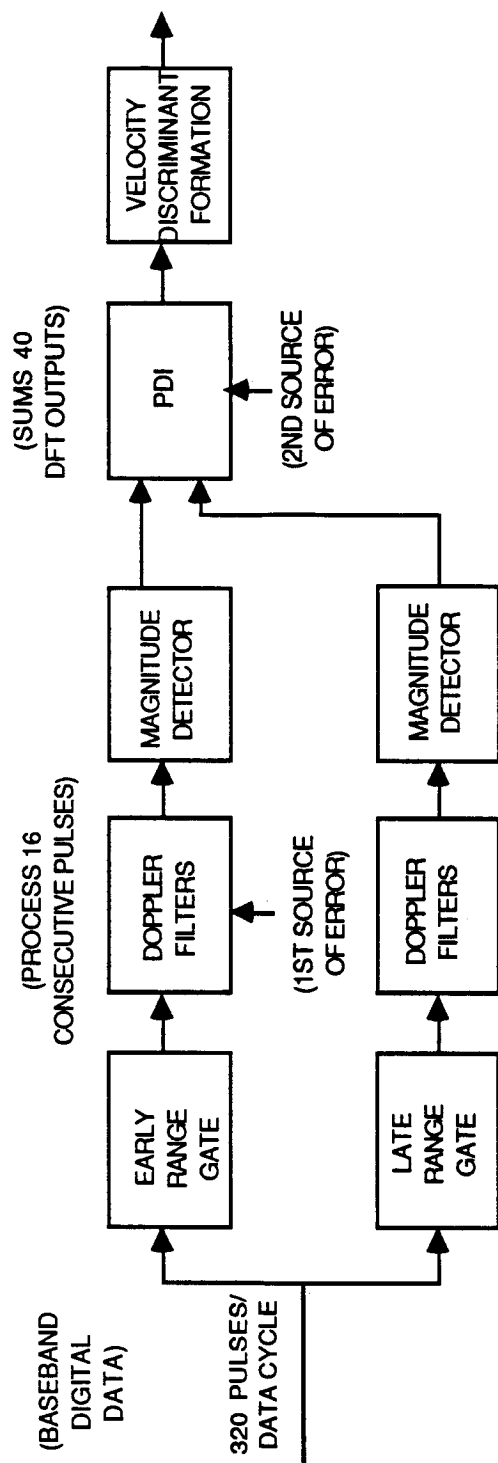 (BASEBAND
DIGITAL
DATA)
320 PULSES/
DATA CYCLE
EARLY
RANGE
GATE
LATE
RANGE
GATE
(PROCESS 16
CONSECUTIVE PULSES)
DOPPLER
FILTERS
(1ST SOURCE
OF ERROR)
DOPPLER
FILTERS
MAGNITUDE
DETECTOR
MAGNITUDE
DETECTOR
(SUMS 40
DFT OUTPUTS)
PDI
(2ND SOURCE
OF ERROR)
VELOCITY
DISCRIMINANT
FORMATION